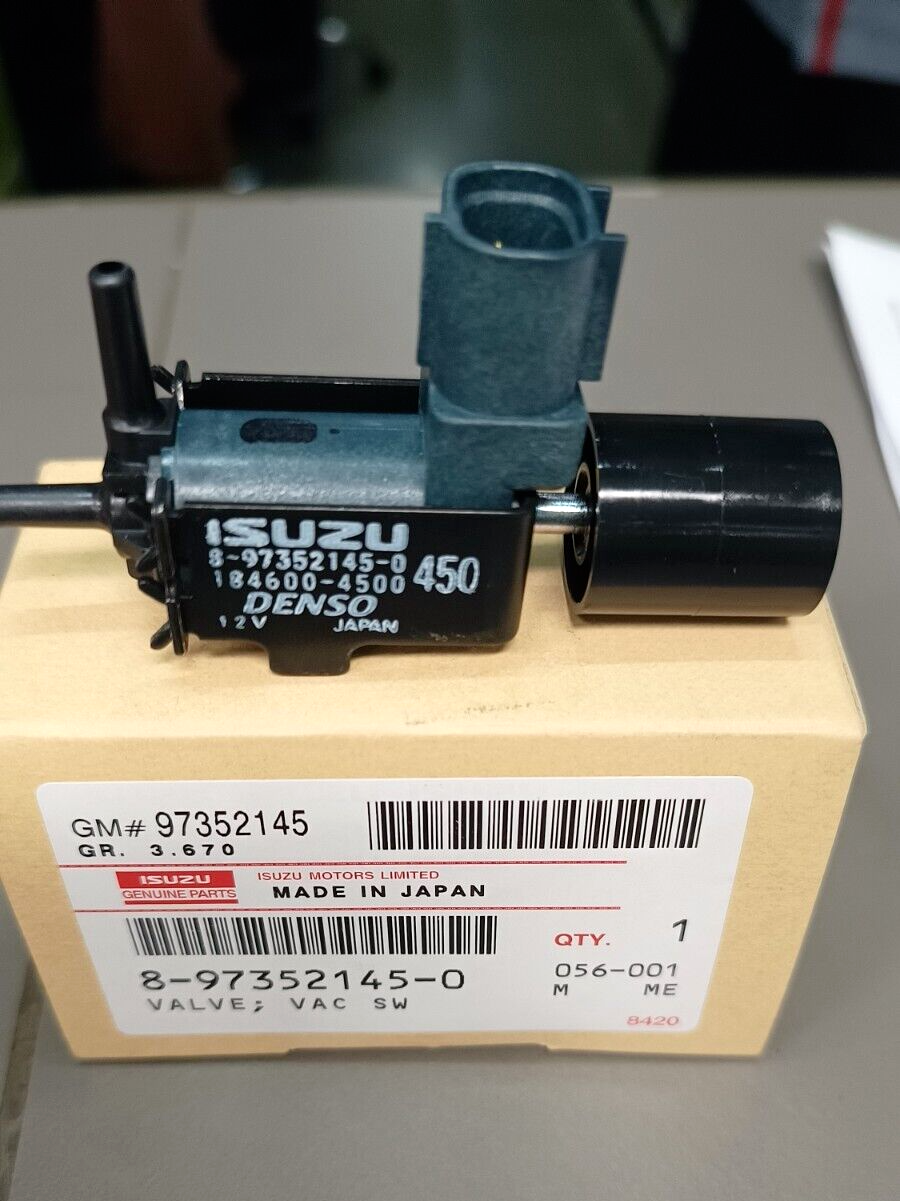 ISUZU
8-97352145-0
184600-4500 450
DENSO
12V JAPAN
GM# 97352145
GR. 3.670
ISUZU
GENUINE PARTS
ISUZU MOTORS LIMITED
MADE IN JAPAN
QTY. 1
8-97352145-0
VALVE; VAC SW
056-001
M ME
8420